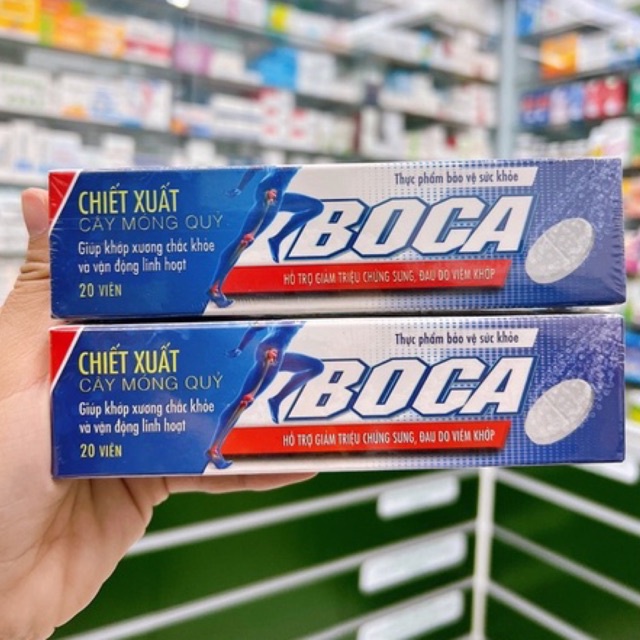 Thực phẩm bảo vệ sức khỏe
CHIẾT XUẤT
CÂY MÓNG QUỶ
BOCA
Giúp khớp xương chắc khỏe
và vận động linh hoạt
HỖ TRỢ GIẢM TRIỆU CHỨNG SƯNG, ĐAU DO VIÊM KHỚP
20 VIÊN
Thực phẩm bảo vệ sức khỏe
CHIẾT XUẤT
CÂY MÓNG QUỶ
BOCA
Giúp khớp xương chắc khỏe
và vận động linh hoạt
HỖ TRỢ GIẢM TRIỆU CHỨNG SƯNG, ĐAU DO VIÊM KHỚP
20 VIÊN